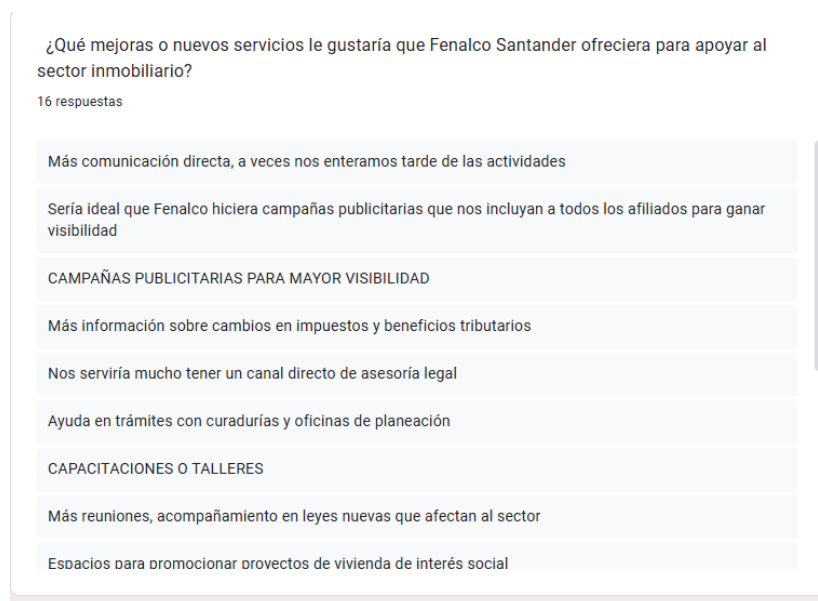 ¿Qué mejoras o nuevos servicios le gustaría que Fenalco Santander ofreciera para apoyar al
sector inmobiliario?
16 respuestas
Más comunicación directa, a veces nos enteramos tarde de las actividades
Sería ideal que Fenalco hiciera campañas publicitarias que nos incluyan a todos los afiliados para ganar
visibilidad
CAMPAÑAS PUBLICITARIAS PARA MAYOR VISIBILIDAD
Más información sobre cambios en impuestos y beneficios tributarios
Nos serviría mucho tener un canal directo de asesoría legal
Ayuda en trámites con curadurías y oficinas de planeación
CAPACITACIONES O TALLERES
Más reuniones, acompañamiento en leyes nuevas que afectan al sector
Espacios para promocionar proyectos de vivienda de interés social